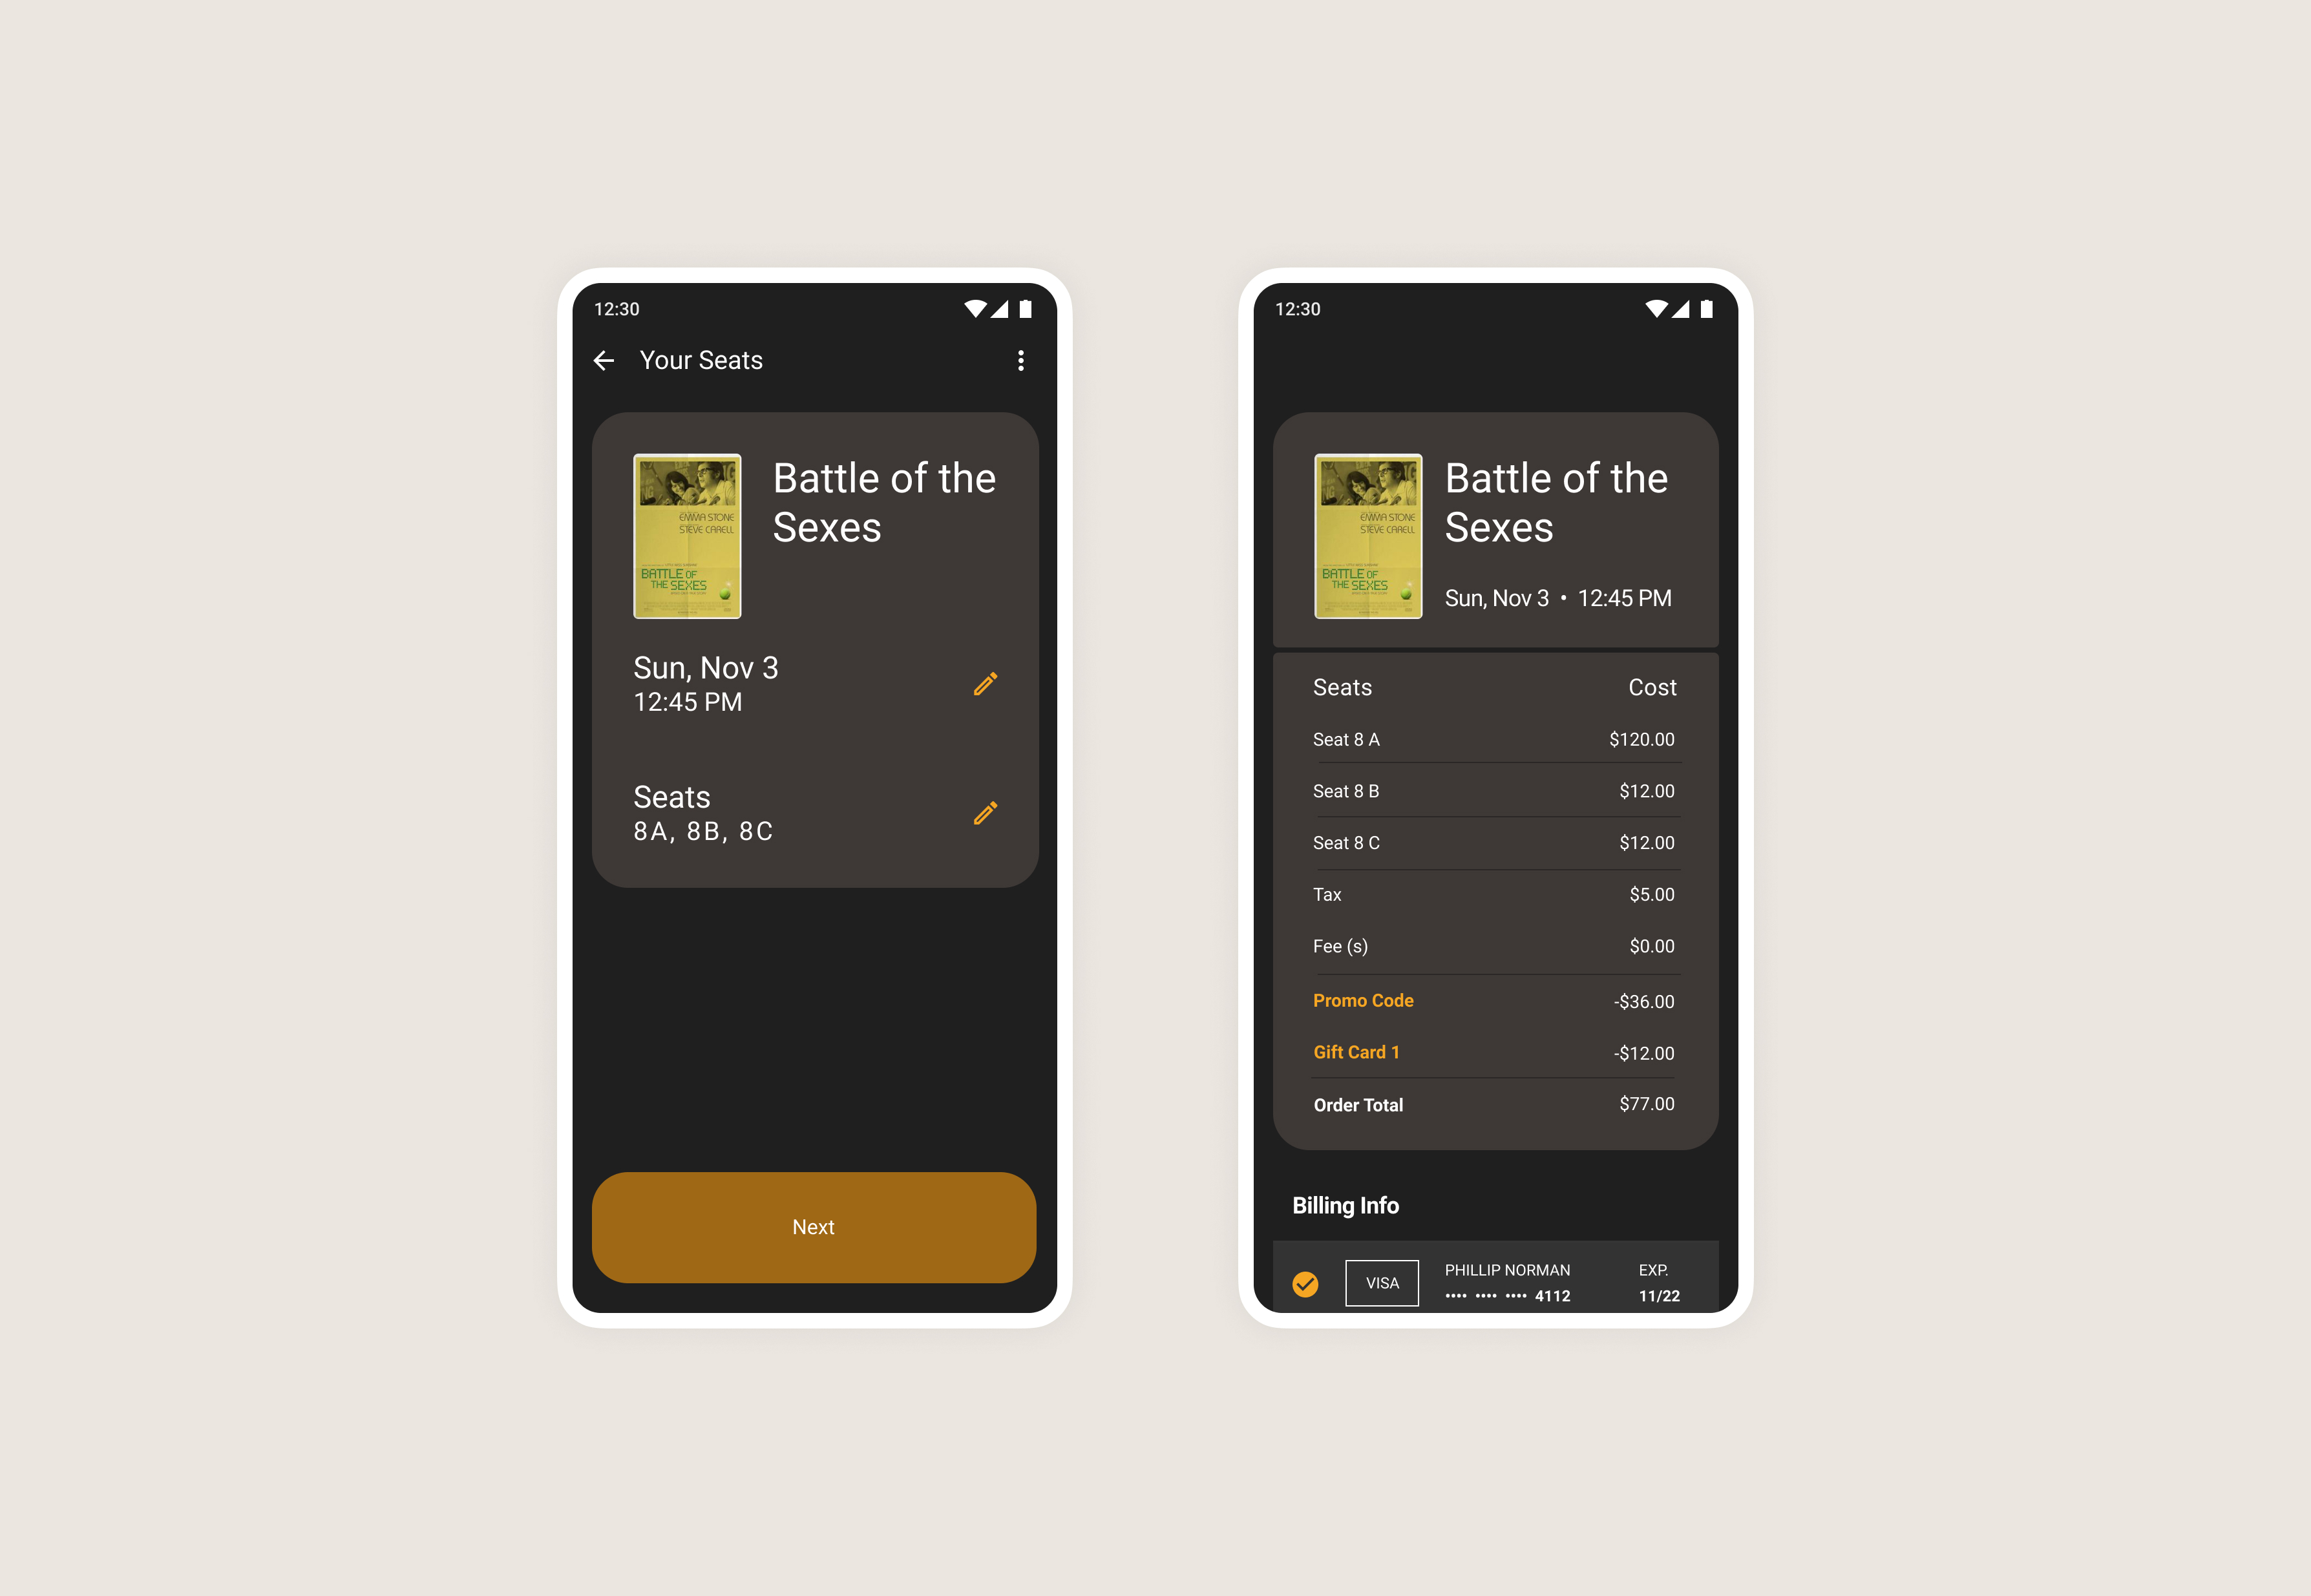 12:30
Your Seats
EMMA STONE
STEVE CARELL
BATTLE OF
THE SEXES
Battle of the
Sexes
Sun, Nov 3
12:45 PM
Seats
8A, 8B, 8C
Next
12:30
EMMA STONE
STEVE CARELL
BATTLE OF
THE SEXES
Battle of the
Sexes
Sun, Nov 3 • 12:45 PM
Seats Cost
Seat 8 A $120.00
Seat 8 B $12.00
Seat 8 C $12.00
Tax $5.00
Fee (s) $0.00
Promo Code -$36.00
Gift Card 1 -$12.00
Order Total $77.00
Billing Info
VISA
PHILLIP NORMAN EXP.
•••• •••• •••• 4112 11/22